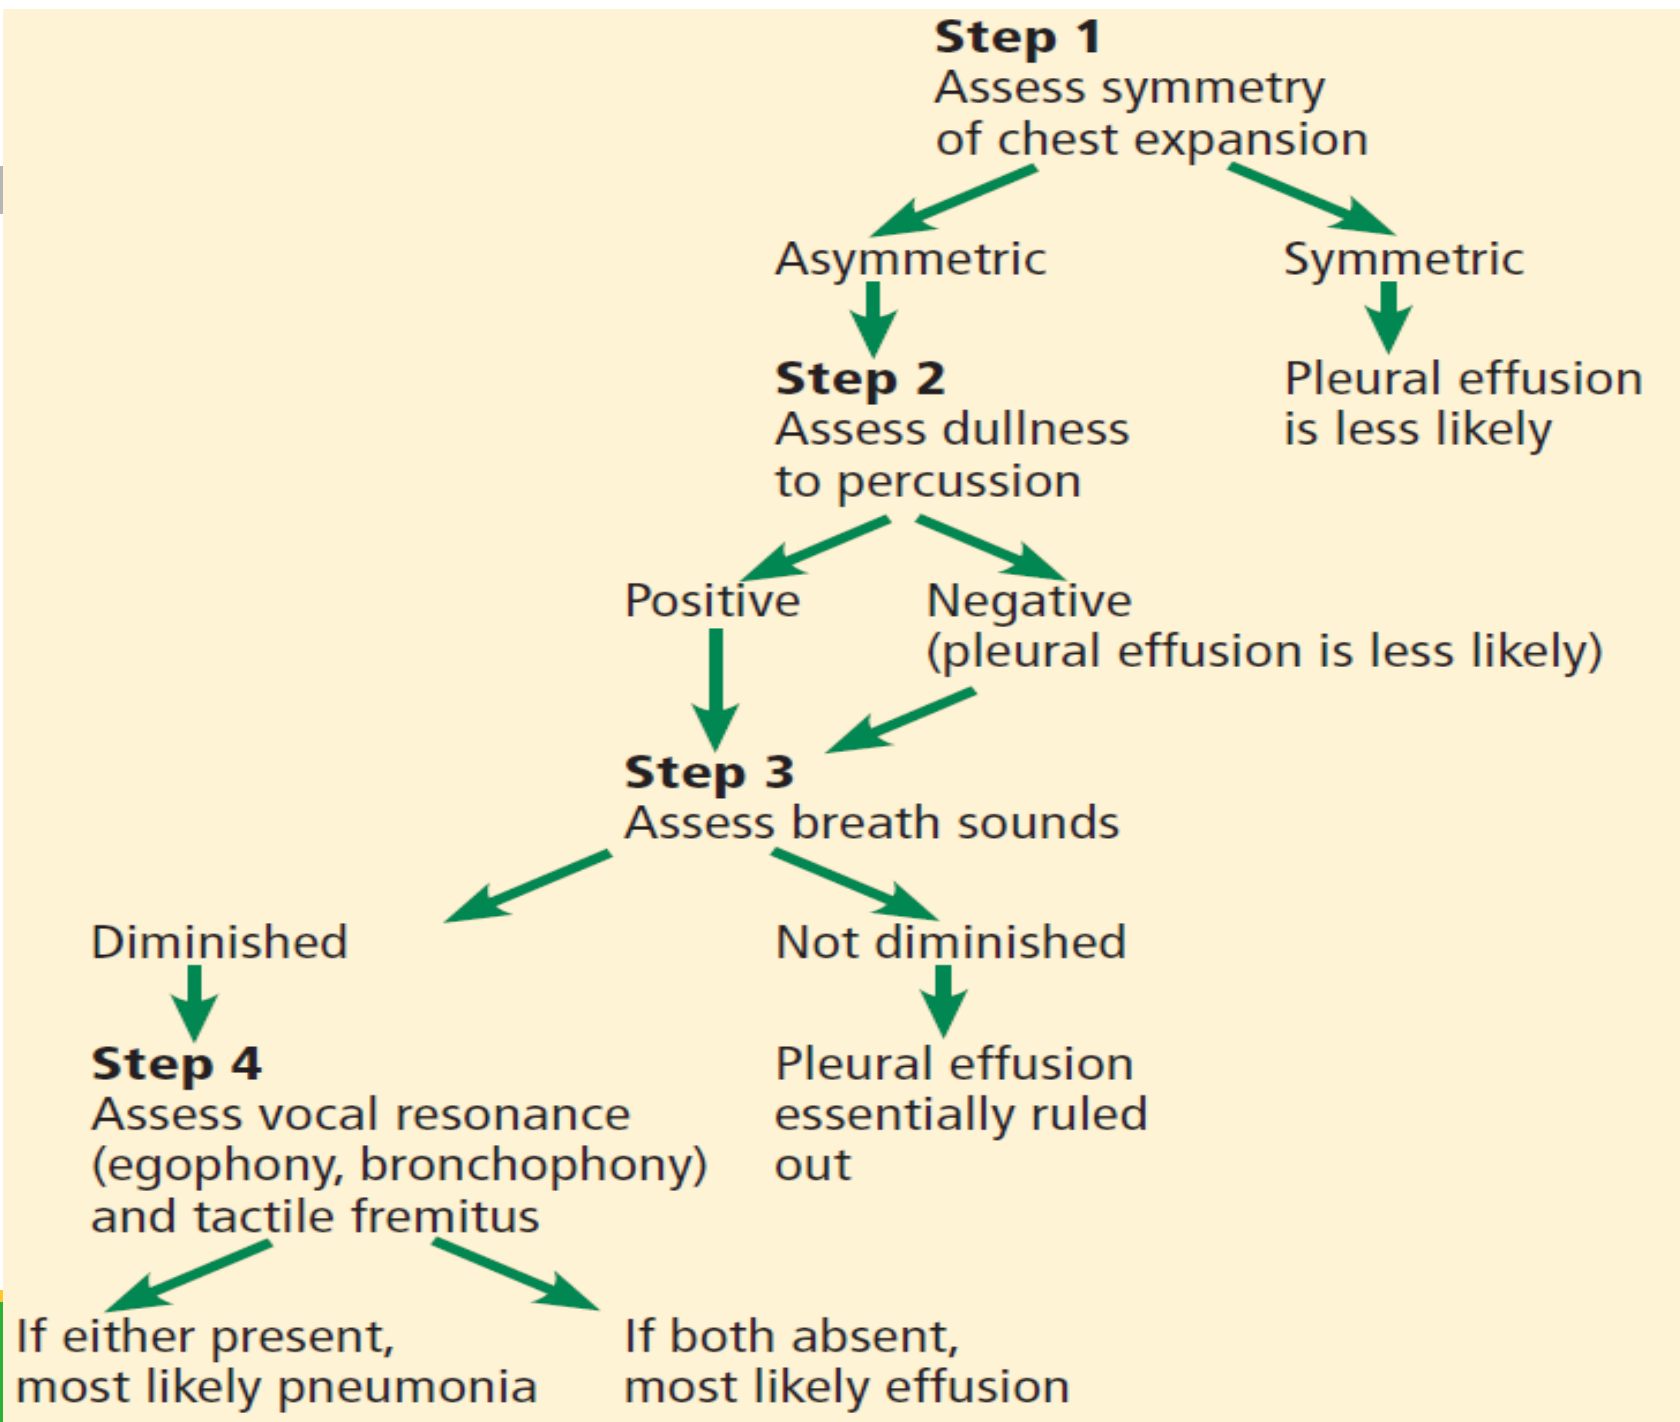 Step 1
Assess symmetry
of chest expansion
Asymmetric
Symmetric
Step 2
Assess dullness
to percussion
Pleural effusion
is less likely
Positive
Negative
(pleural effusion is less likely)
Step 3
Assess breath sounds
Diminished
Not diminished
Step 4
Assess vocal resonance
(egophony, bronchophony)
and tactile fremitus
Pleural effusion
essentially ruled
out
If either present,
most likely pneumonia
If both absent,
most likely effusion